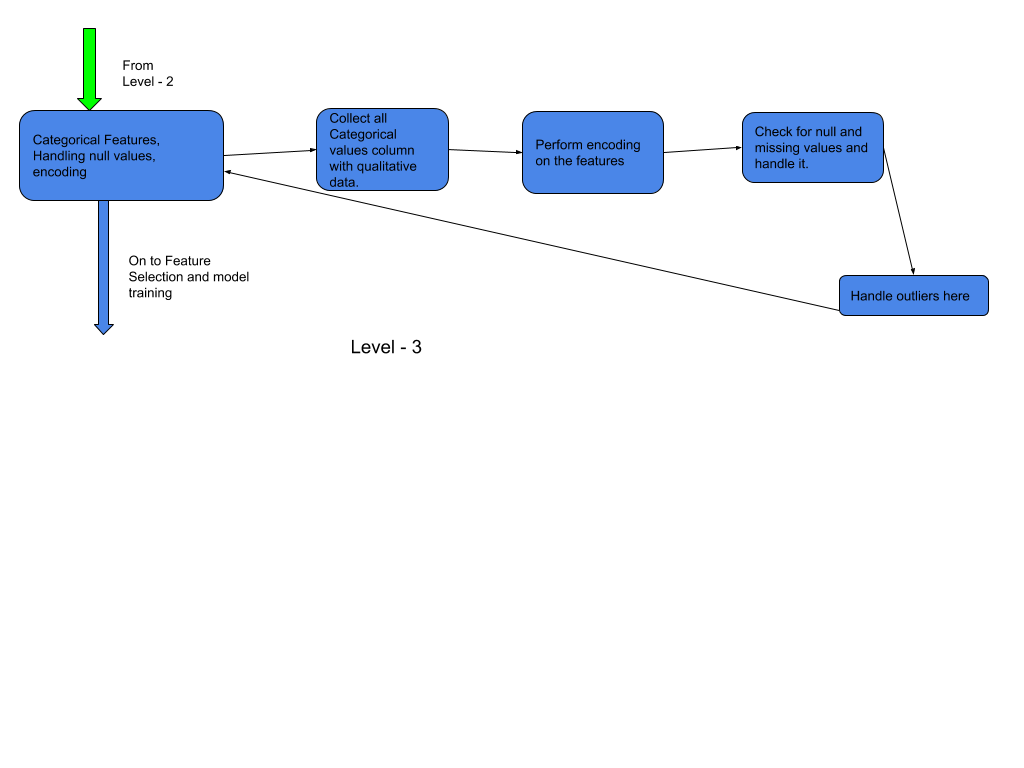 From
Level - 2
Categorical Features,
Handling null values,
encoding
Collect all
Categorical
values column
with qualitative
data.
Perform encoding
on the features
Check for null and
missing values and
handle it.
On to Feature
Selection and model
training
Handle outliers here
Level - 3